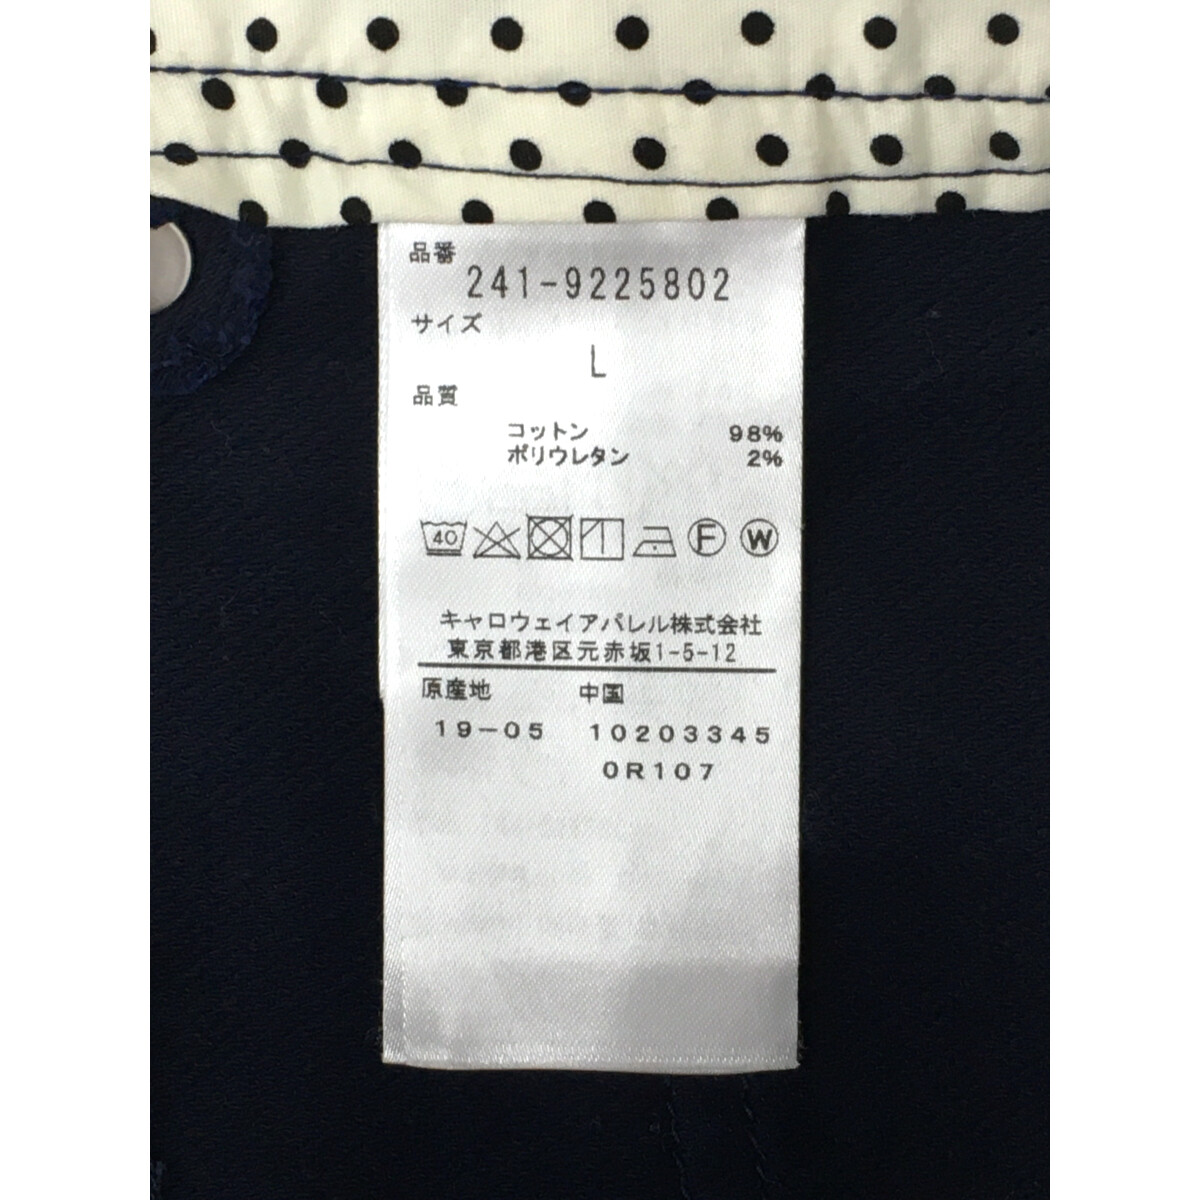 品番
241-9225802
サイズ
L
品質
コットン 98%
ポリウレタン 2%
40 F W
キャロウェイアパレル株式会社
東京都港区元赤坂1-5-12
原産地 中国
19-05 10203345
0R107